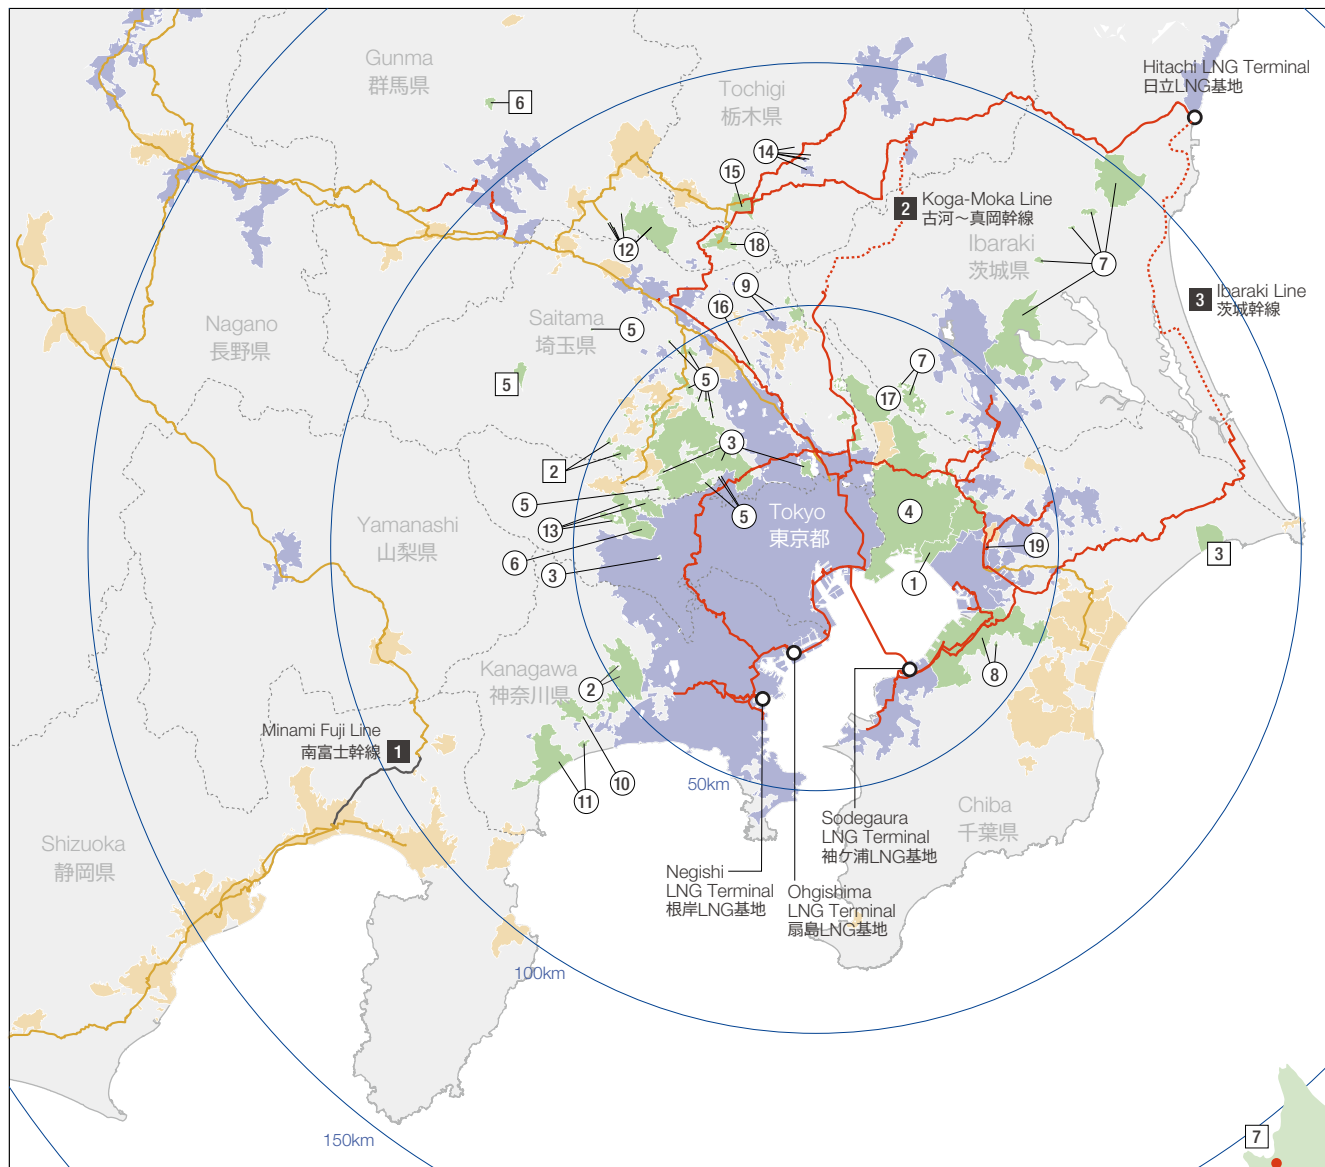 Gunma
群馬県
6
Tochigi
栃木県
Hitachi LNG Terminal
日立LNG基地
14
15
2
Koga-Moka Line
古河〜真岡幹線
Ibaraki
茨城県
12
18
7
9
16
3
Ibaraki Line
茨城幹線
Nagano
長野県
Saitama
埼玉県
5
5
5
7
17
3
2
5
5
13
Tokyo
東京都
4
Yamanashi
山梨県
6
3
1
19
3
Kanagawa
神奈川県
2
8
Minami Fuji Line
南富士幹線
1
10
11
50km
Shizuoka
静岡県
Sodegaura
LNG Terminal
袖ケ浦LNG基地
Chiba
千葉県
Negishi
LNG Terminal
根岸LNG基地
Ohgishima
LNG Terminal
扇島LNG基地
100km
150km
7